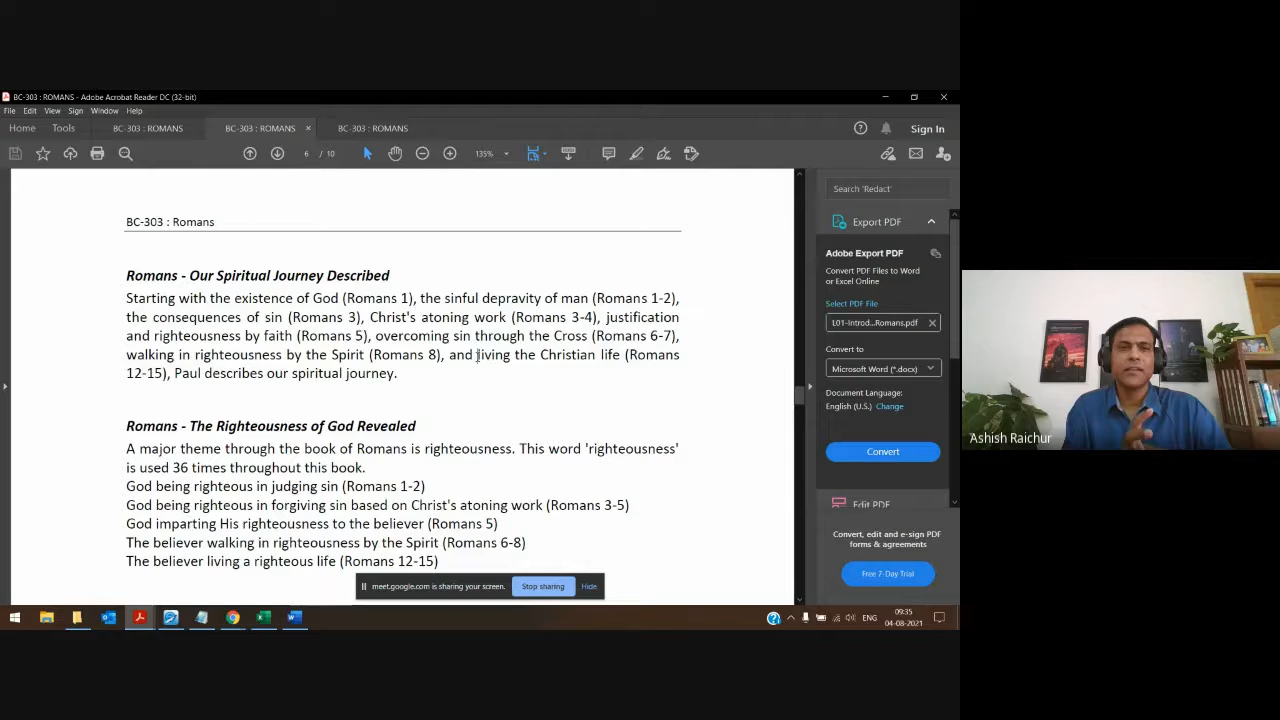 BC-303 : ROMANS - Adobe Acrobat Reader DC (32-bit)
File Edit View Sign Window Help
Home Tools BC-303 : ROMANS BC-303 : ROMANS × BC-303 : ROMANS Sign In
6 / 10 135%
BC-303 : Romans
Romans - Our Spiritual Journey Described
Starting with the existence of God (Romans 1), the sinful depravity of man (Romans 1-2),
the consequences of sin (Romans 3), Christ's atoning work (Romans 3-4), justification
and righteousness by faith (Romans 5), overcoming sin through the Cross (Romans 6-7),
walking in righteousness by the Spirit (Romans 8), and living the Christian life (Romans
12-15), Paul describes our spiritual journey.
Romans - The Righteousness of God Revealed
A major theme through the book of Romans is righteousness. This word 'righteousness'
is used 36 times throughout this book.
God being righteous in judging sin (Romans 1-2)
God being righteous in forgiving sin based on Christ's atoning work (Romans 3-5)
God imparting His righteousness to the believer (Romans 5)
The believer walking in righteousness by the Spirit (Romans 6-8)
The believer living a righteous life (Romans 12-15)
meet.google.com is sharing your screen. Stop sharing Hide
Search 'Redact'
Export PDF
Adobe Export PDF
Convert PDF Files to Word
or Excel Online
Select PDF File
L01-Introd...Romans.pdf
Convert to
Microsoft Word (*.docx)
Document Language:
English (U.S.) Change
Convert
Edit PDF
Convert, edit and e-sign PDF
forms & agreements
Free 7-Day Trial
ENG
09:35
04-08-2021
Ashish Raichur